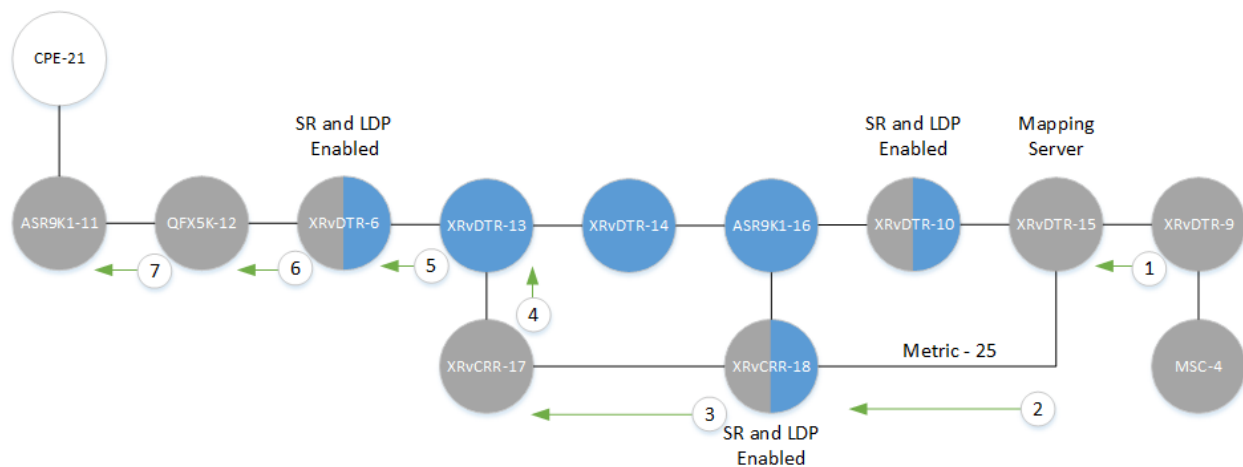 CPE-21
SR and LDP
Enabled
SR and LDP
Enabled
Mapping
Server
ASR9K1-11
QFX5K-12
XRvDTR-6
XRvDTR-13
XRvDTR-14
ASR9K1-16
XRvDTR-10
XRvDTR-15
XRvDTR-9
7
6
5
4
1
XRvCRR-17
XRvCRR-18
Metric - 25
MSC-4
3
2
SR and LDP
Enabled